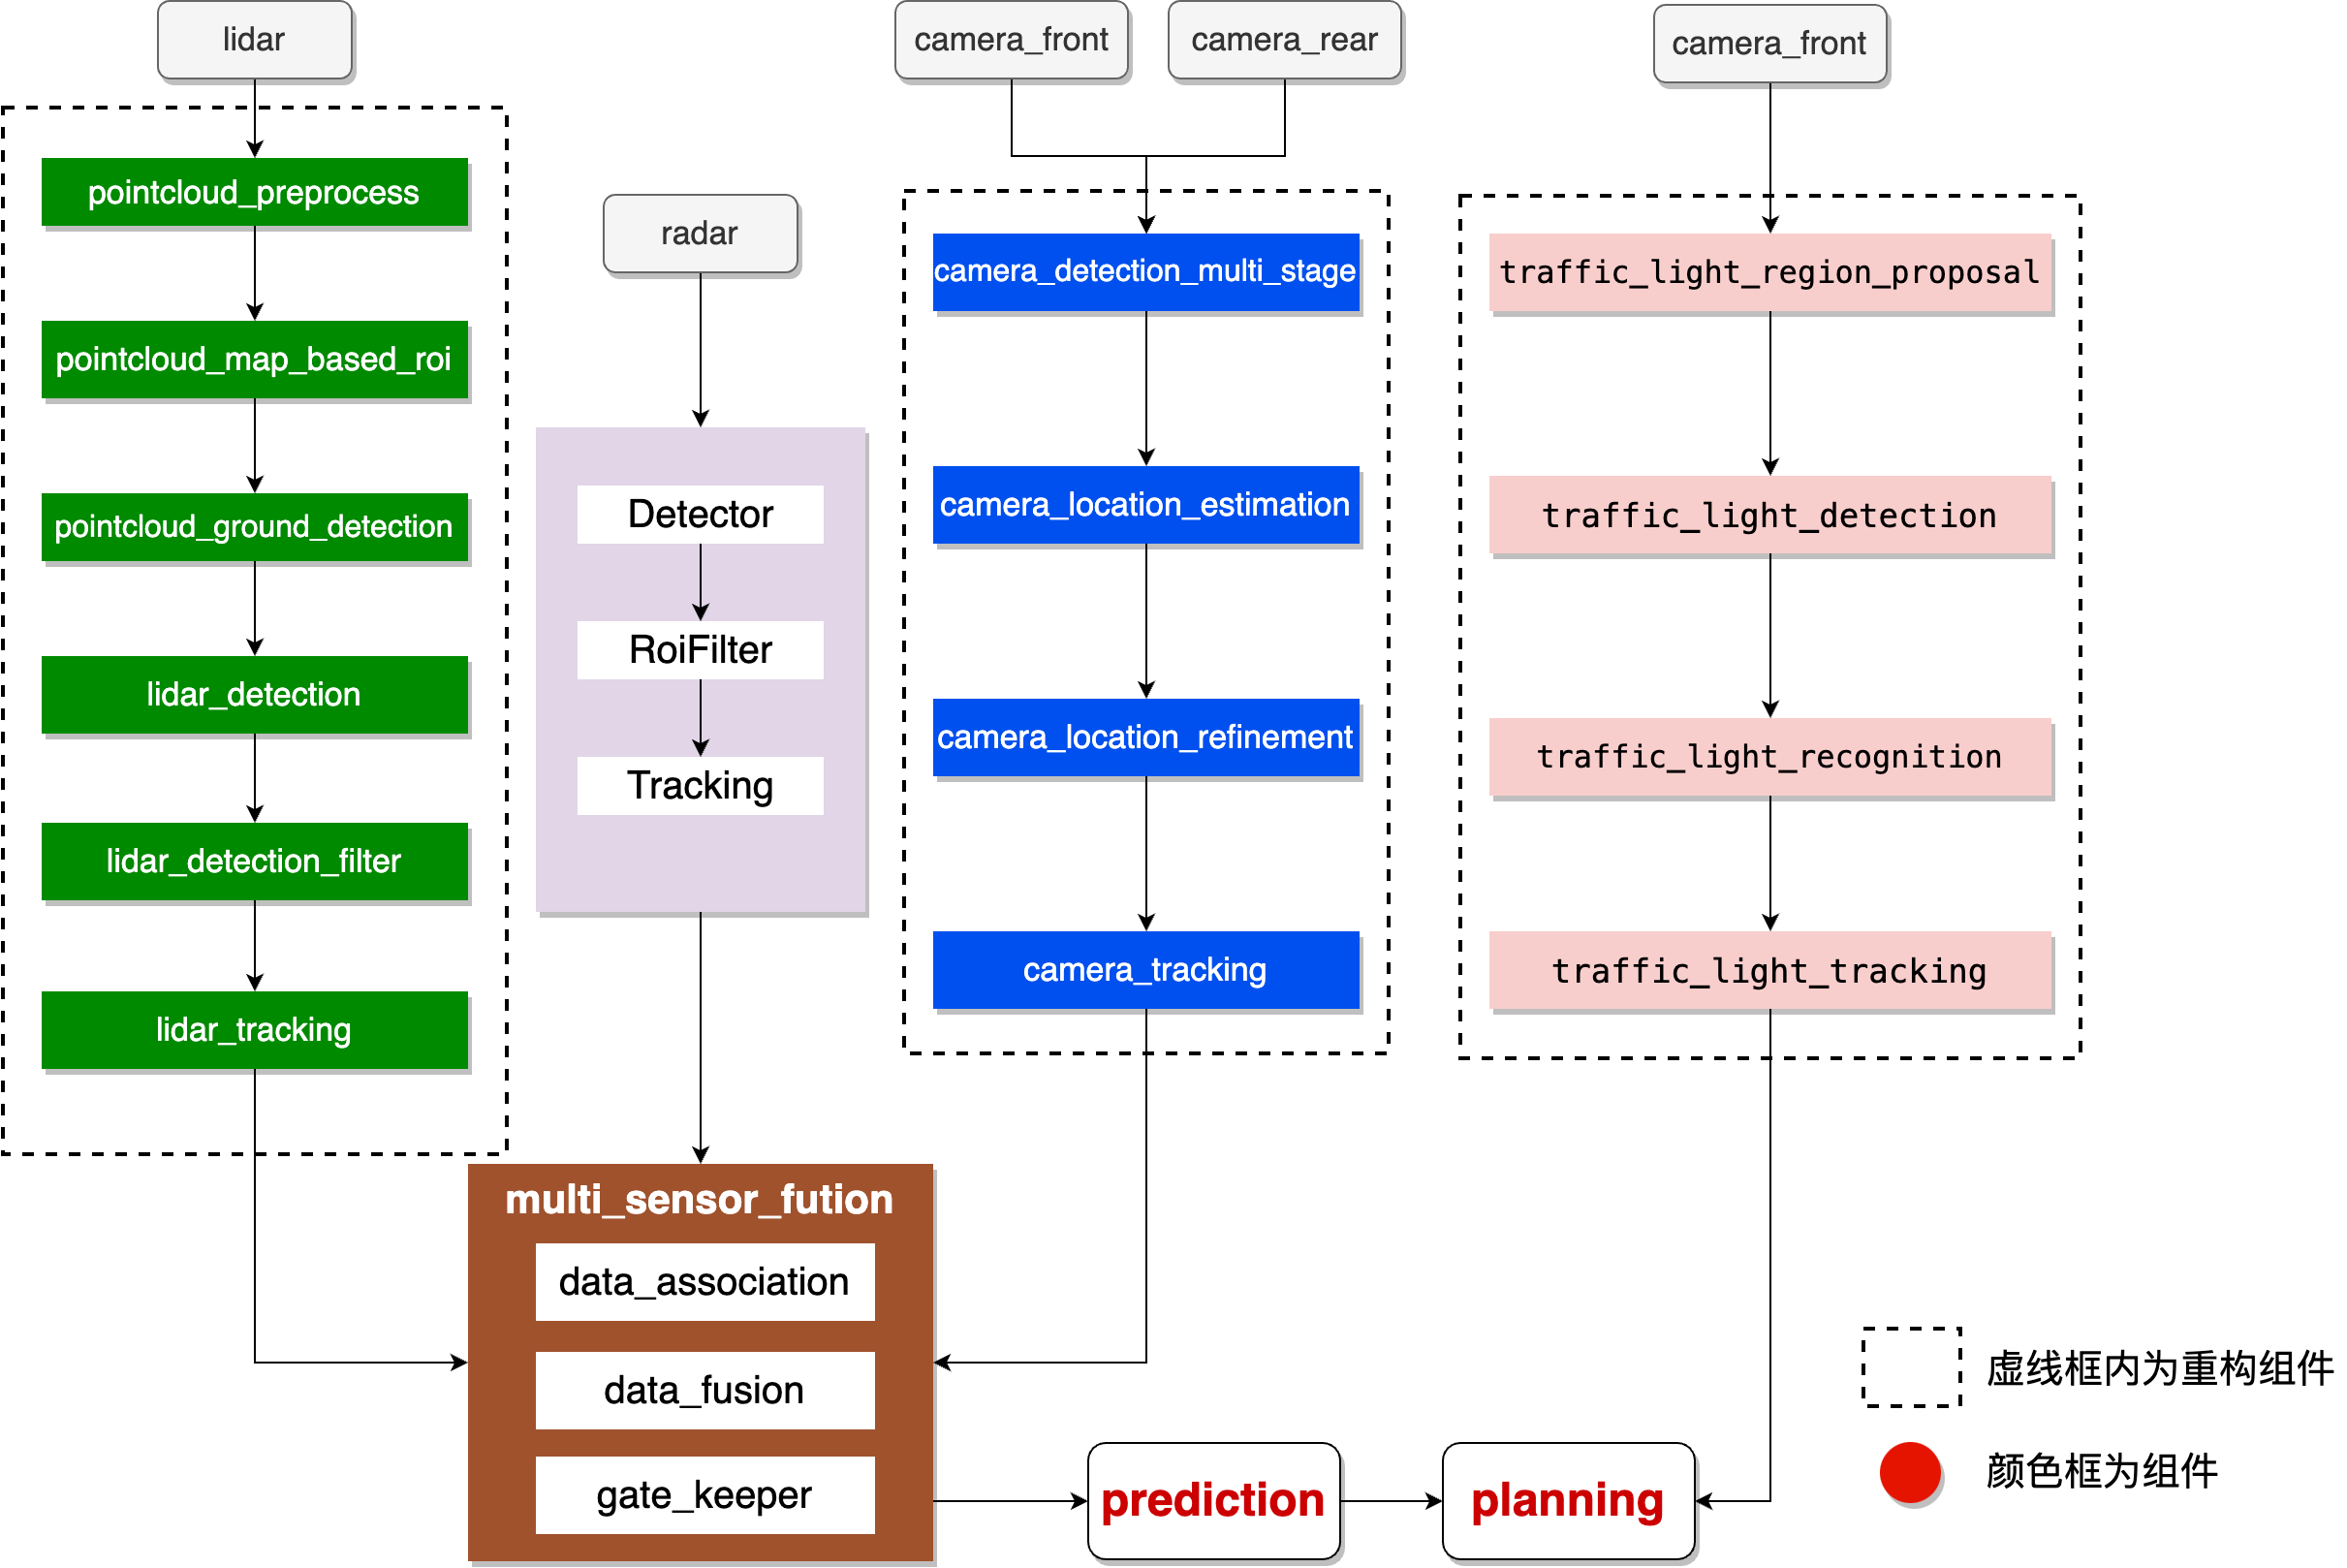 lidar
pointcloud_preprocess
pointcloud_map_based_roi
pointcloud_ground_detection
lidar_detection
lidar_detection_filter
lidar_tracking
radar
Detector
RoiFilter
Tracking
camera_front
camera_rear
camera_detection_multi_stage
camera_location_estimation
camera_location_refinement
camera_tracking
camera_front
traffic_light_region_proposal
traffic_light_detection
traffic_light_recognition
traffic_light_tracking
multi_sensor_fution
data_association
data_fusion
gate_keeper
prediction
planning
虚线框内为重构组件
颜色框为组件